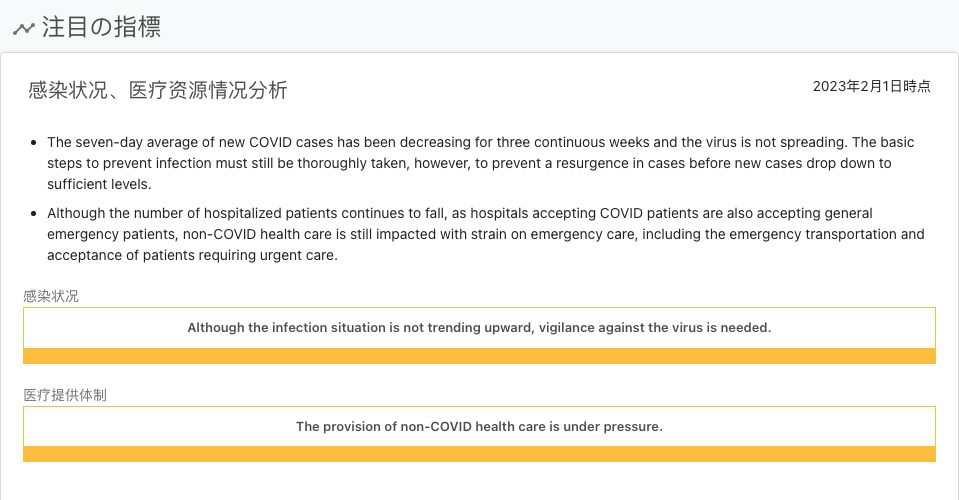 注目の指標
感染状况、医疗资源情况分析
2023年2月1日時点
The seven-day average of new COVID cases has been decreasing for three continuous weeks and the virus is not spreading. The basic
steps to prevent infection must still be thoroughly taken, however, to prevent a resurgence in cases before new cases drop down to
sufficient levels.
Although the number of hospitalized patients continues to fall, as hospitals accepting COVID patients are also accepting general
emergency patients, non-COVID health care is still impacted with strain on emergency care, including the emergency transportation and
acceptance of patients requiring urgent care.
感染状况
Although the infection situation is not trending upward, vigilance against the virus is needed.
医疗提供体制
The provision of non-COVID health care is under pressure.